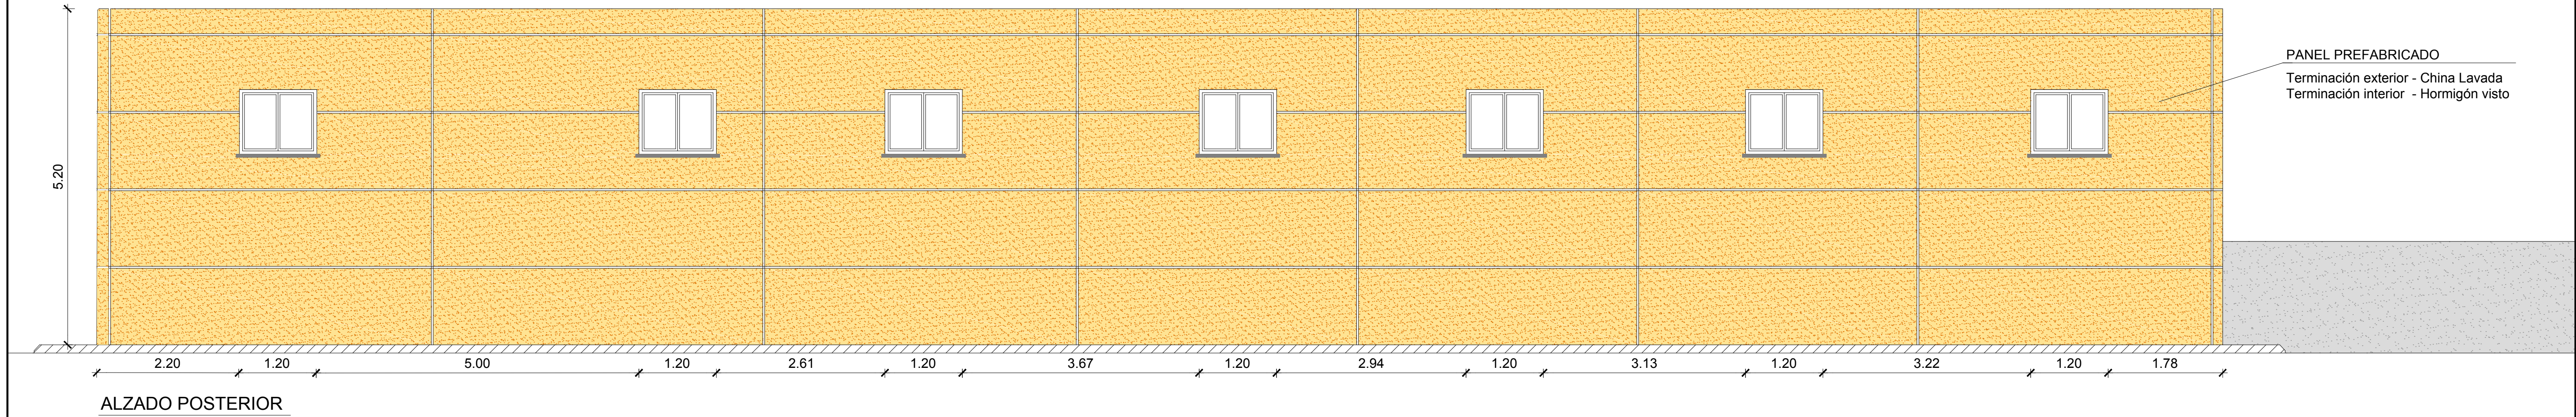 PANEL PREFABRICADO
Terminación exterior - China Lavada
Terminación interior - Hormigón visto
5.20
2.20 1.20 5.00 1.20 2.61 1.20 3.67 1.20 2.94 1.20 3.13 1.20 3.22 1.20 1.78
ALZADO POSTERIOR